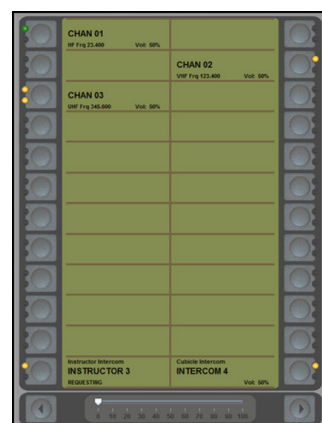 CHAN 01
HF Frq 23.400 Vol: 50%
CHAN 02
VHF Frq 123.400 Vol: 50%
CHAN 03
UHF Frq 345.600 Vol: 50%
Instructor Intercom Cubicle Intercom
INSTRUCTOR 3 INTERCOM 4
REQUESTING Vol: 50%
0 10 20 30 40 50 60 70 80 90 100